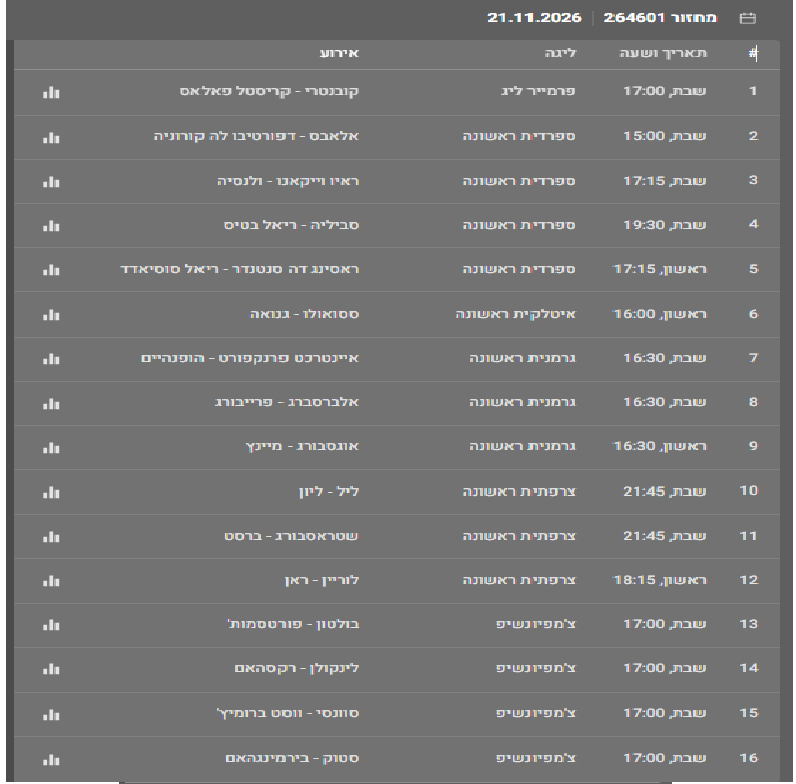 מחזור 264601 | 21.11.2026
# תאריך ושעה ליגה אירוע
1 שבת, 17:00 פרמייר ליג קובנטרי - קריסטל פאלאס
2 שבת, 15:00 ספרדית ראשונה אלאבס - דפורטיבו לה קורוניה
3 שבת, 17:15 ספרדית ראשונה ראיו וייקאנו - ולנסיה
4 שבת, 19:30 ספרדית ראשונה סביליה - ריאל בטיס
5 ראשון, 17:15 ספרדית ראשונה ראסינג דה סנטנדר - ריאל סוסיאדד
6 ראשון, 16:00 איטלקית ראשונה ססואולו - גנואה
7 שבת, 16:30 גרמנית ראשונה איינטרכט פרנקפורט - הופנהיים
8 שבת, 16:30 גרמנית ראשונה אלברסברג - פרייבורג
9 ראשון, 16:30 גרמנית ראשונה אוגסבורג - מיינץ
10 שבת, 21:45 צרפתית ראשונה ליל - ליון
11 שבת, 21:45 צרפתית ראשונה שטראסבורג - ברסט
12 ראשון, 18:15 צרפתית ראשונה לוריין - ראן
13 שבת, 17:00 צ'מפיונשיפ בולטון - פורטסמות'
14 שבת, 17:00 צ'מפיונשיפ לינקולן - רקסהאם
15 שבת, 17:00 צ'מפיונשיפ סוונסי - ווסט ברומיץ'
16 שבת, 17:00 צ'מפיונשיפ סטוק - בירמינגהאם